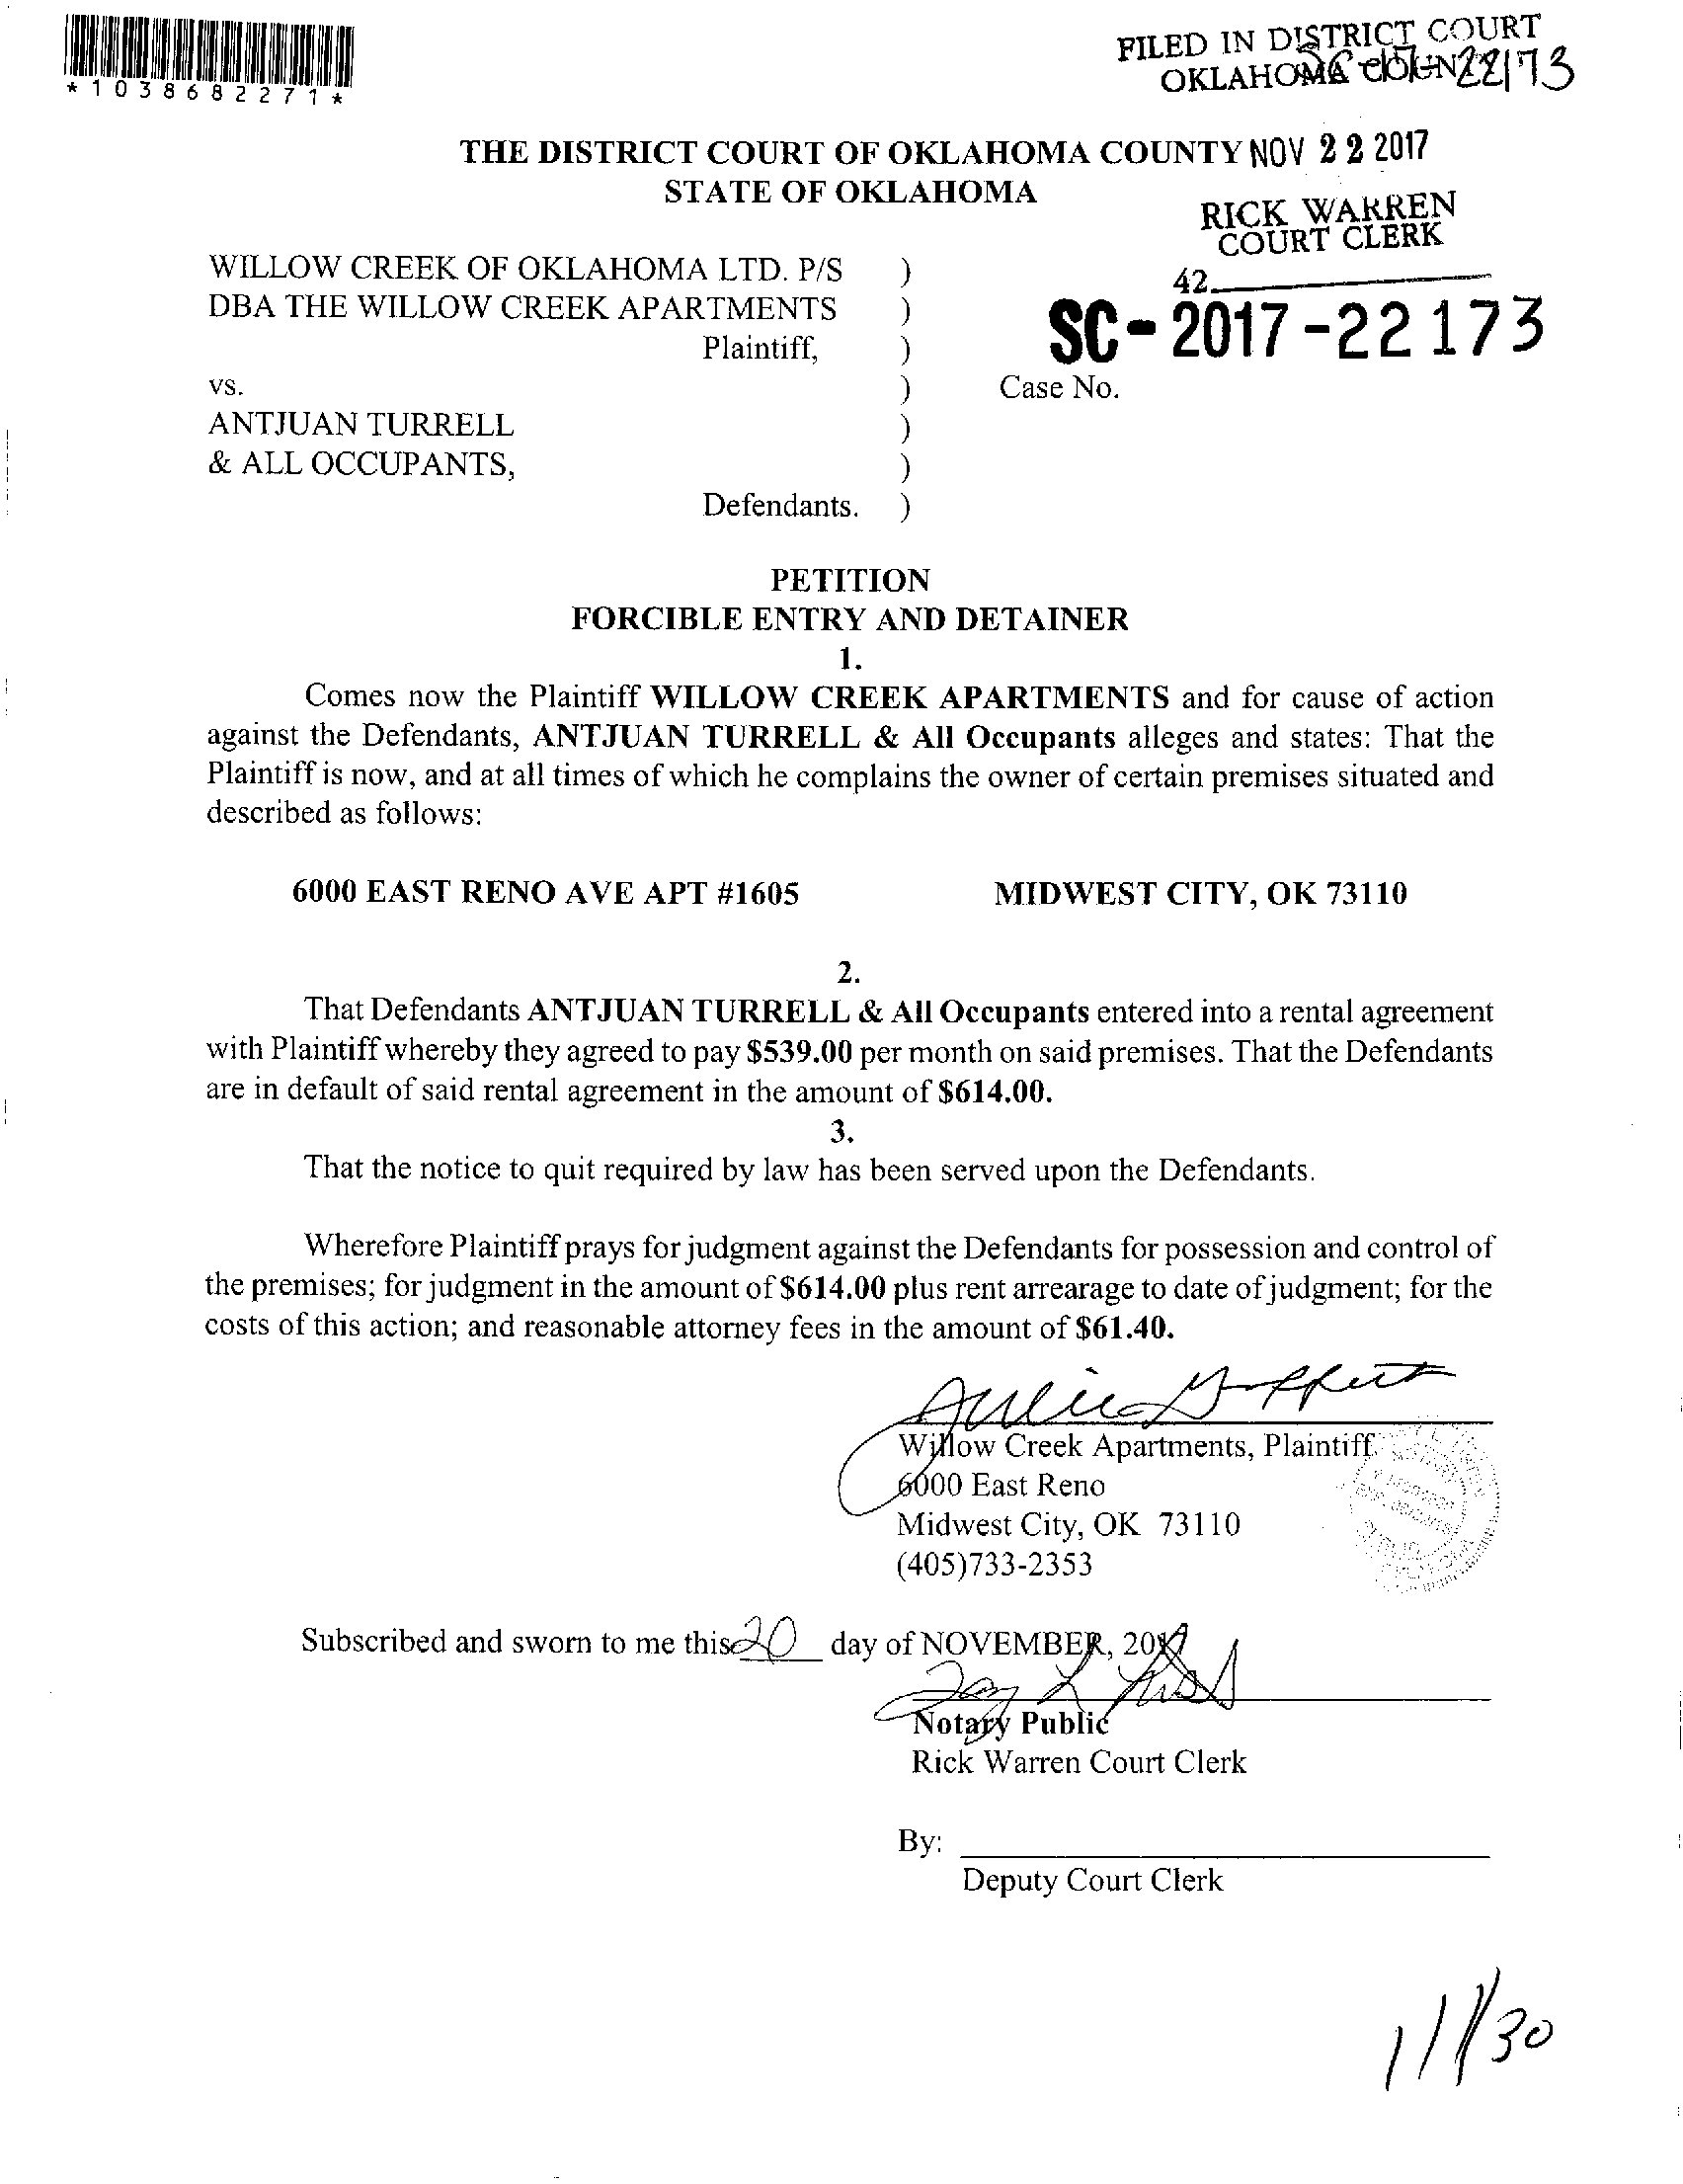 *1038682271*
FILED IN DISTRICT COURT
OKLAHOMA COUNTY
22173
THE DISTRICT COURT OF OKLAHOMA COUNTY
NOV 22 2017
STATE OF OKLAHOMA
RICK WARREN
COURT CLERK
42
WILLOW CREEK OF OKLAHOMA LTD. P/S )
DBA THE WILLOW CREEK APARTMENTS )
Plaintiff, )
SC-2017-22173
vs. )
Case No.
ANTJUAN TURRELL )
& ALL OCCUPANTS, )
Defendants. )
PETITION
FORCIBLE ENTRY AND DETAINER
1.
Comes now the Plaintiff WILLOW CREEK APARTMENTS and for cause of action
against the Defendants, ANTJUAN TURRELL & All Occupants alleges and states: That the
Plaintiff is now, and at all times of which he complains the owner of certain premises situated and
described as follows:
6000 EAST RENO AVE APT #1605 MIDWEST CITY, OK 73110
2.
That Defendants ANTJUAN TURRELL & All Occupants entered into a rental agreement
with Plaintiff whereby they agreed to pay $539.00 per month on said premises. That the Defendants
are in default of said rental agreement in the amount of $614.00.
3.
That the notice to quit required by law has been served upon the Defendants.
Wherefore Plaintiff prays for judgment against the Defendants for possession and control of
the premises; for judgment in the amount of $614.00 plus rent arrearage to date of judgment; for the
costs of this action; and reasonable attorney fees in the amount of $61.40.
Willow Creek Apartments, Plaintiff
6000 East Reno
Midwest City, OK 73110
(405)733-2353
Subscribed and sworn to me this 20 day of NOVEMBER, 2017
Notary Public
Rick Warren Court Clerk
By:
Deputy Court Clerk